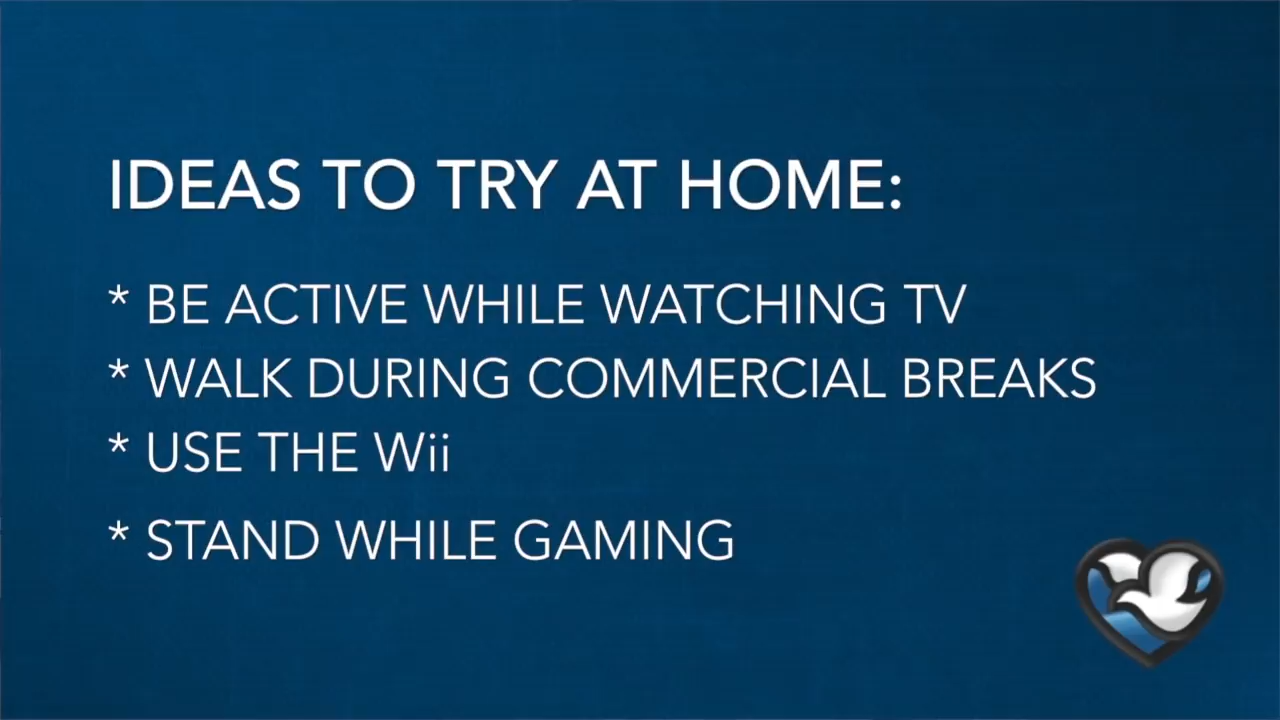 IDEAS TO TRY AT HOME:
* BE ACTIVE WHILE WATCHING TV
* WALK DURING COMMERCIAL BREAKS
* USE THE Wii
* STAND WHILE GAMING